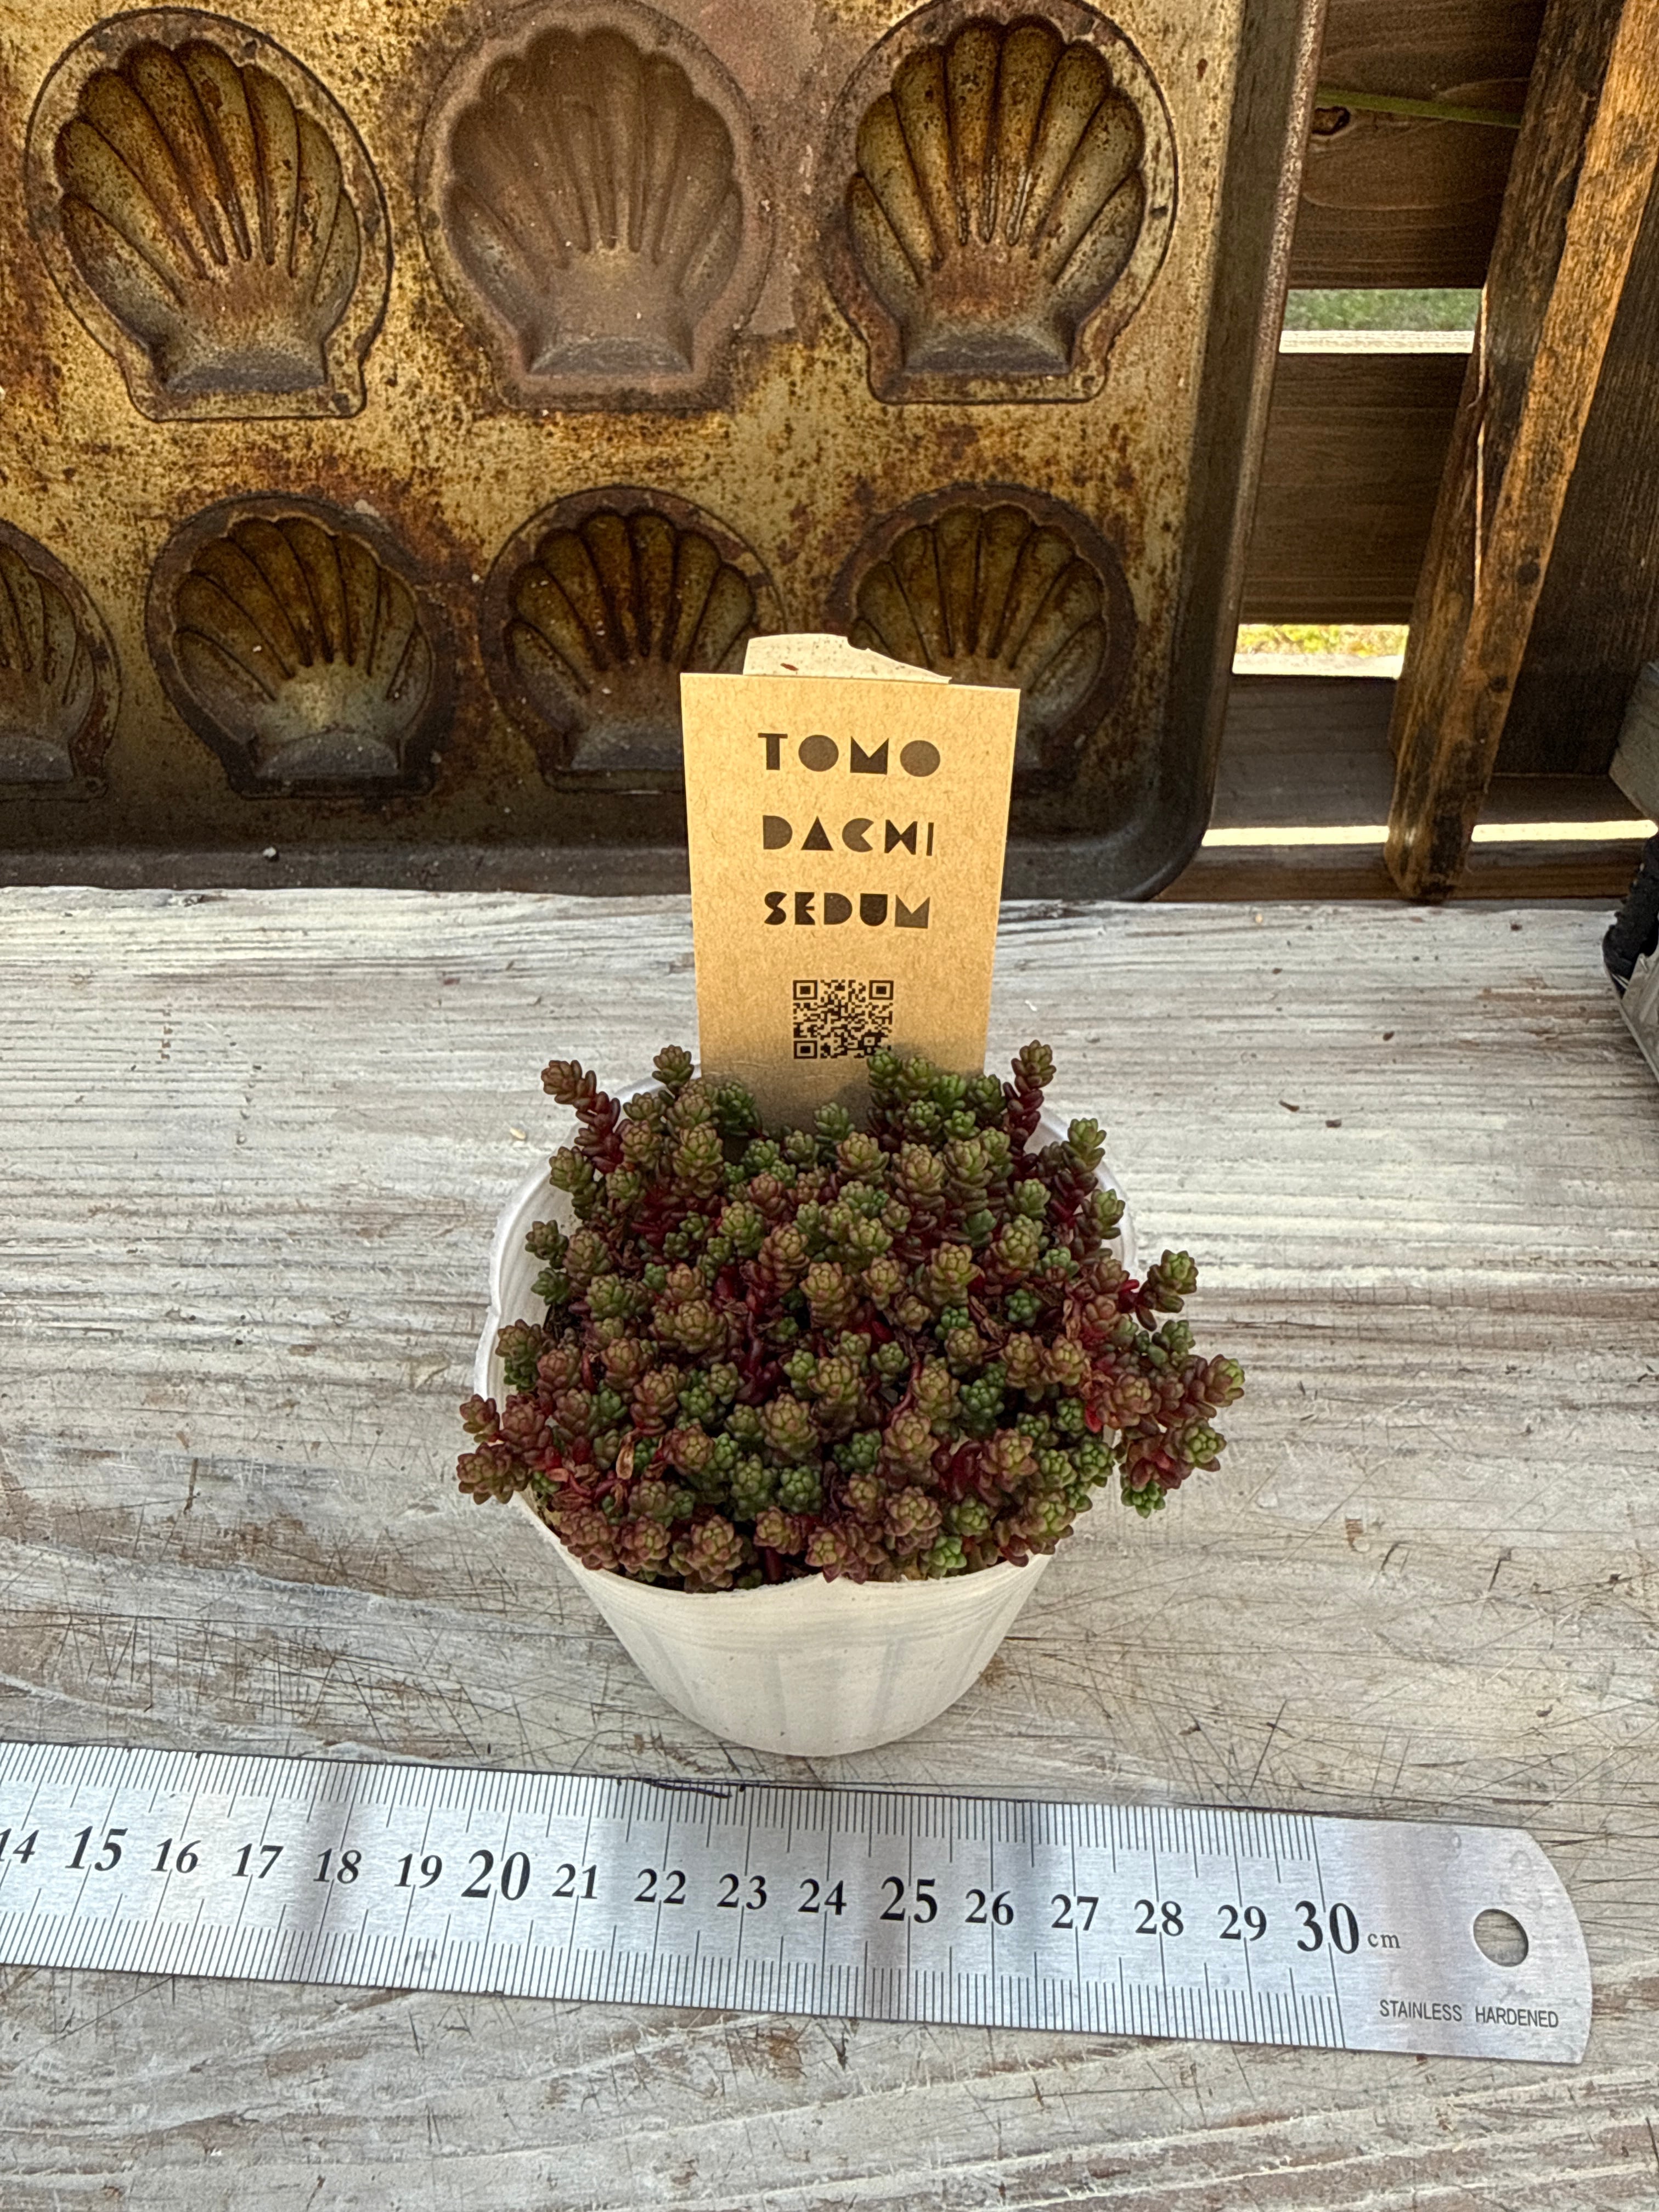 TOMO
DACHI
SEDUM
14 15 16 17 18 19 20 21 22 23 24 25 26 27 28 29 30 cm
STAINLESS HARDENED